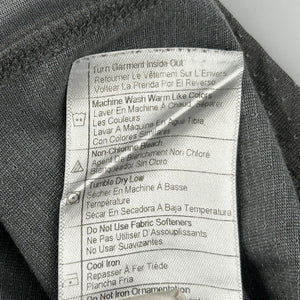 Turn Garment Inside Out
Retourner Le Vêtement Sur L'Envers
Voltear La Prenda Por El Reverso
Machine Wash Warm Like Colors
Laver En Machine À Chaud, Séparer
Les Couleurs
Lavar A Máquina En Agua Tibia
Con Colores Similares
Non-Chlorine Bleach
Agent De Blanchiment Non Chloré
Blanqueador Sin Cloro
Tumble Dry Low
Sécher En Machine À Basse
Température
Secar En Secadora A Baja Temperatura
Do Not Use Fabric Softeners
Ne Pas Utiliser D'Assouplissants
No Usar Suavizantes
Cool Iron
Repasser À Fer Tiède
Plancha Fria
Do Not Iron Ornamentation